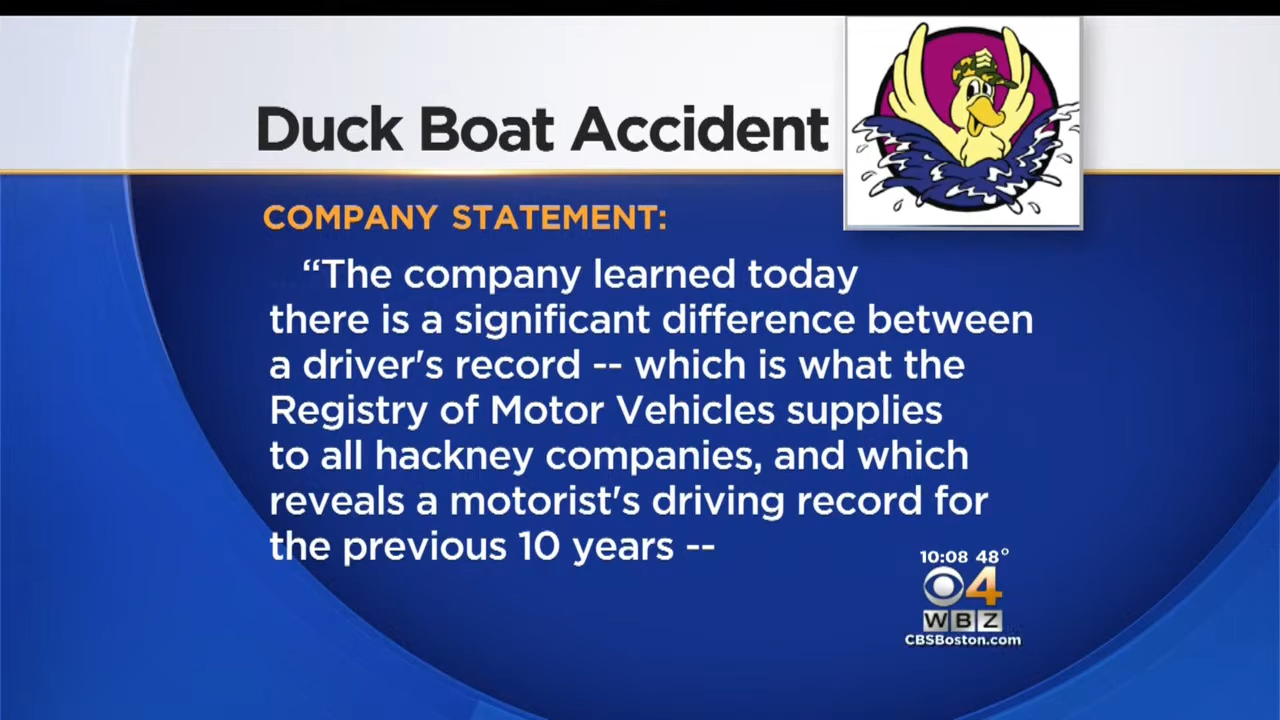 Duck Boat Accident
COMPANY STATEMENT:
“The company learned today
there is a significant difference between
a driver's record -- which is what the
Registry of Motor Vehicles supplies
to all hackney companies, and which
reveals a motorist's driving record for
the previous 10 years --
10:08 48°
4
WBZ
CBSBoston.com